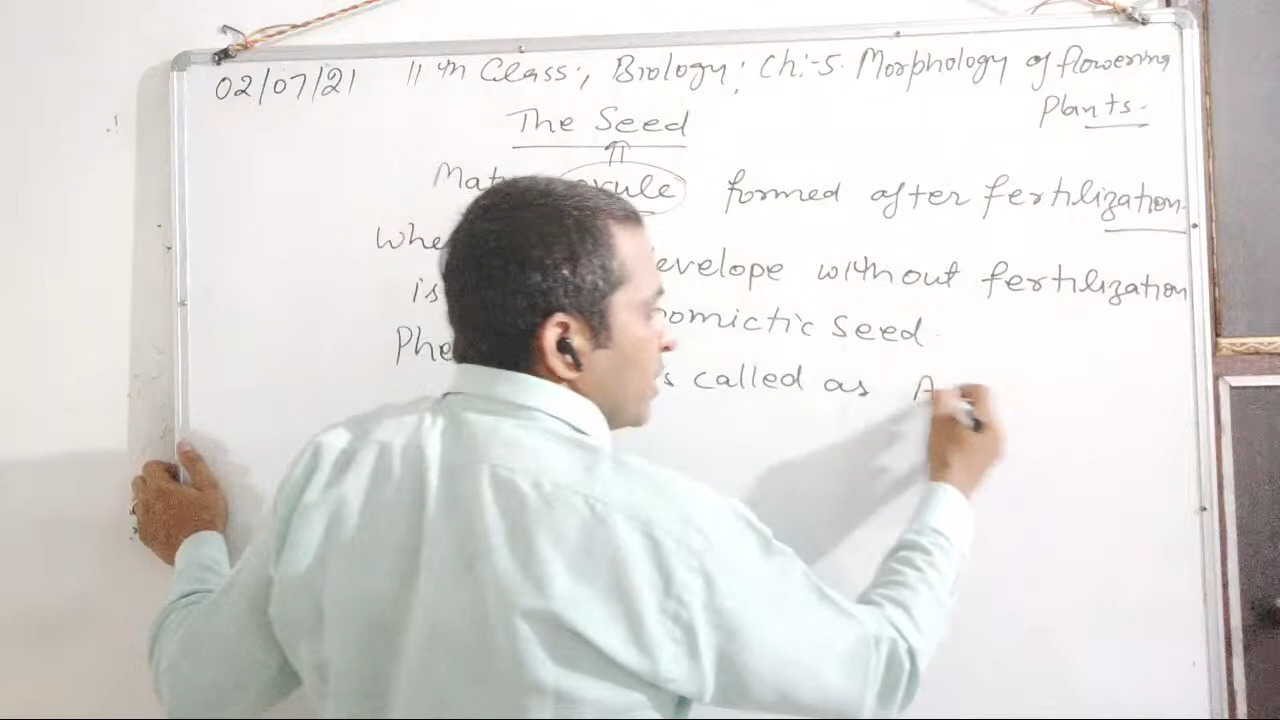 02/07/21 11th Class; Biology; Ch:-5. Morphology of flowering
Plants.
The Seed
Mat ovule formed after fertilization.
Whe evelope without fertilization
is omictic seed.
Phe s called as A